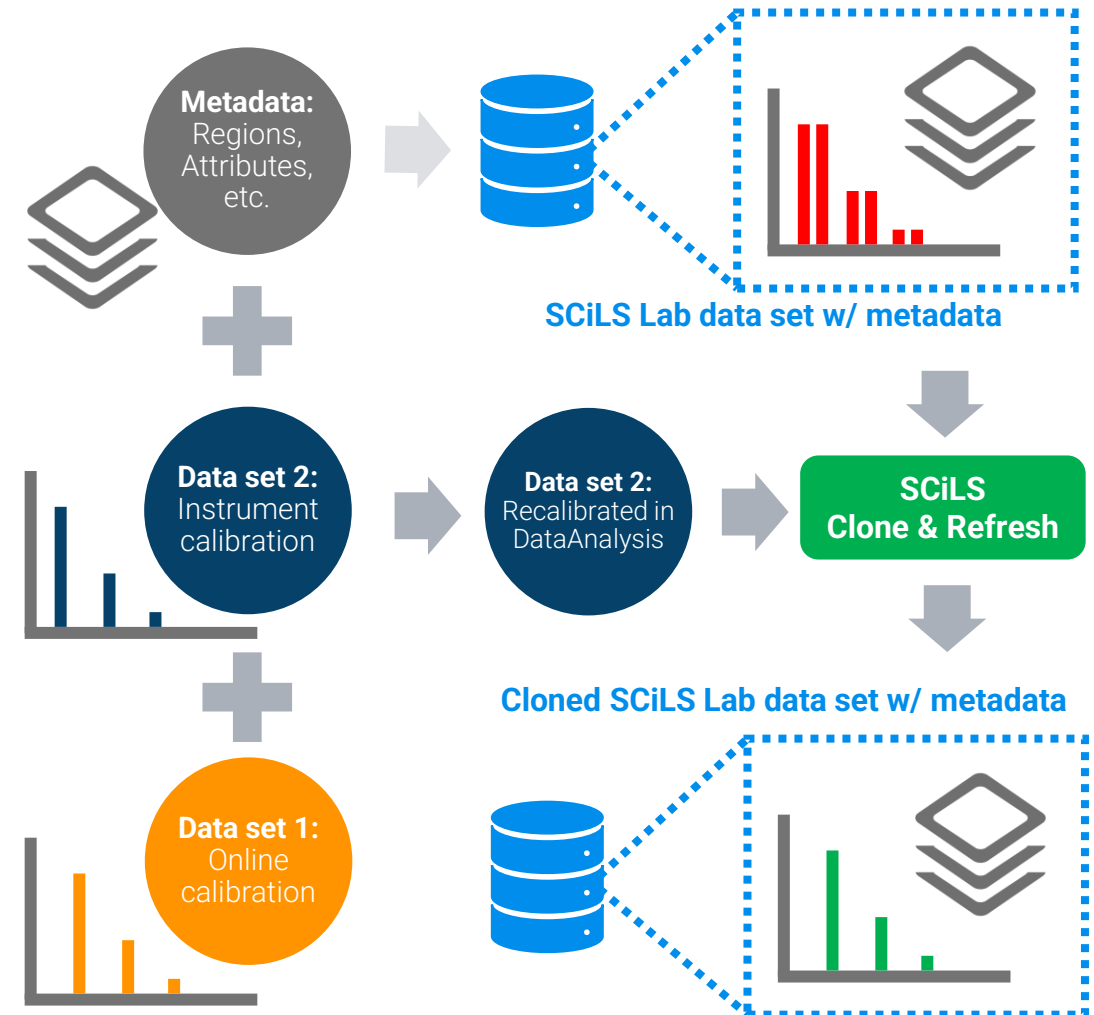 Metadata:
Regions,
Attributes,
etc.
SCiLS Lab data set w/ metadata
Data set 2:
Instrument
calibration
Data set 2:
Recalibrated in
DataAnalysis
SCiLS
Clone & Refresh
Cloned SCiLS Lab data set w/ metadata
Data set 1:
Online
calibration